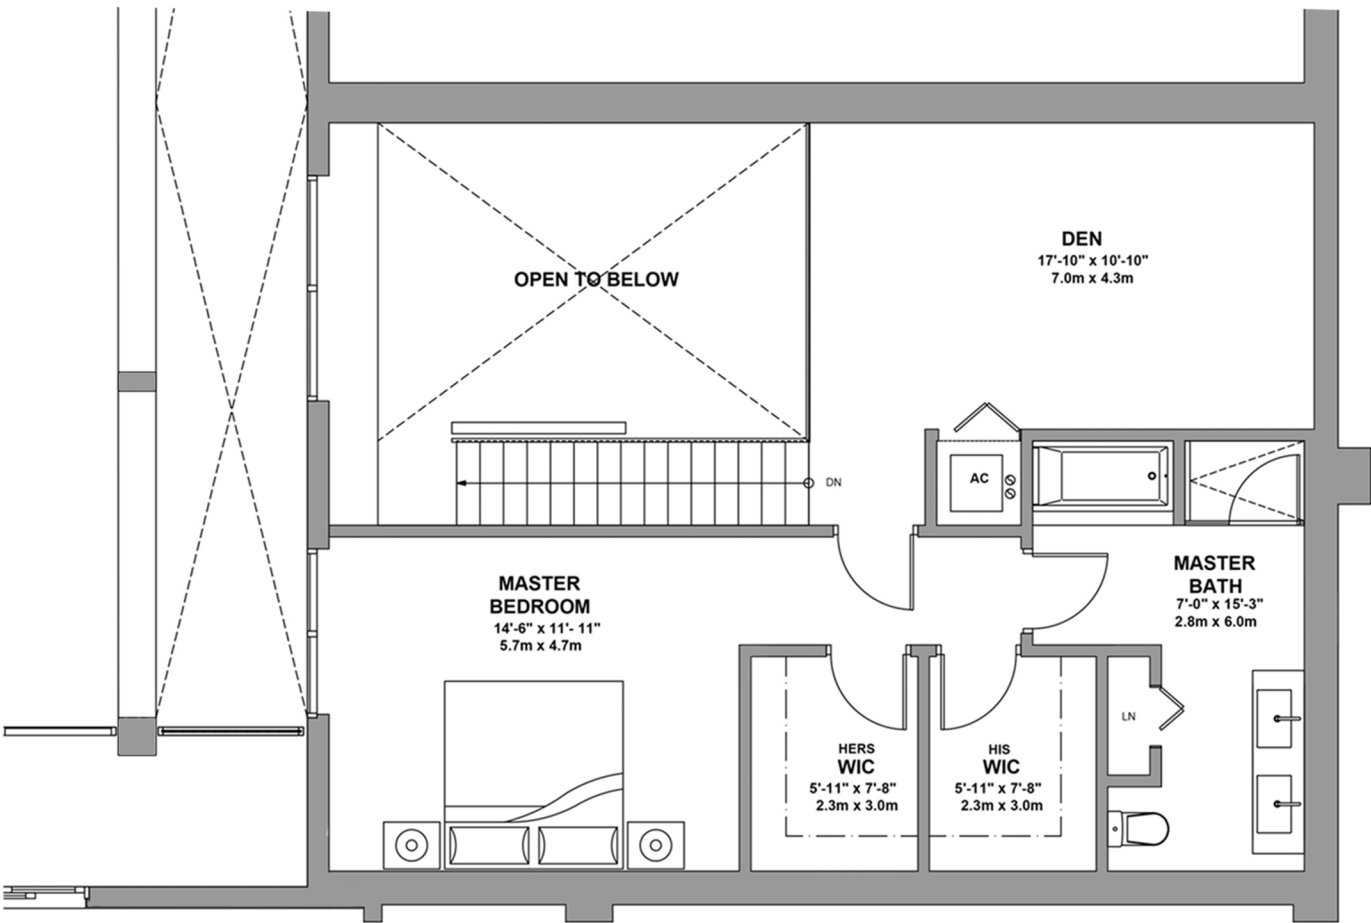 DEN
17'-10" x 10'-10"
7.0m x 4.3m
OPEN TO BELOW
AC
DN
MASTER
BEDROOM
14'-6" x 11'- 11"
5.7m x 4.7m
MASTER
BATH
7'-0" x 15'-3"
2.8m x 6.0m
LN
HERS
WIC
5'-11" x 7'-8"
2.3m x 3.0m
HIS
WIC
5'-11" x 7'-8"
2.3m x 3.0m